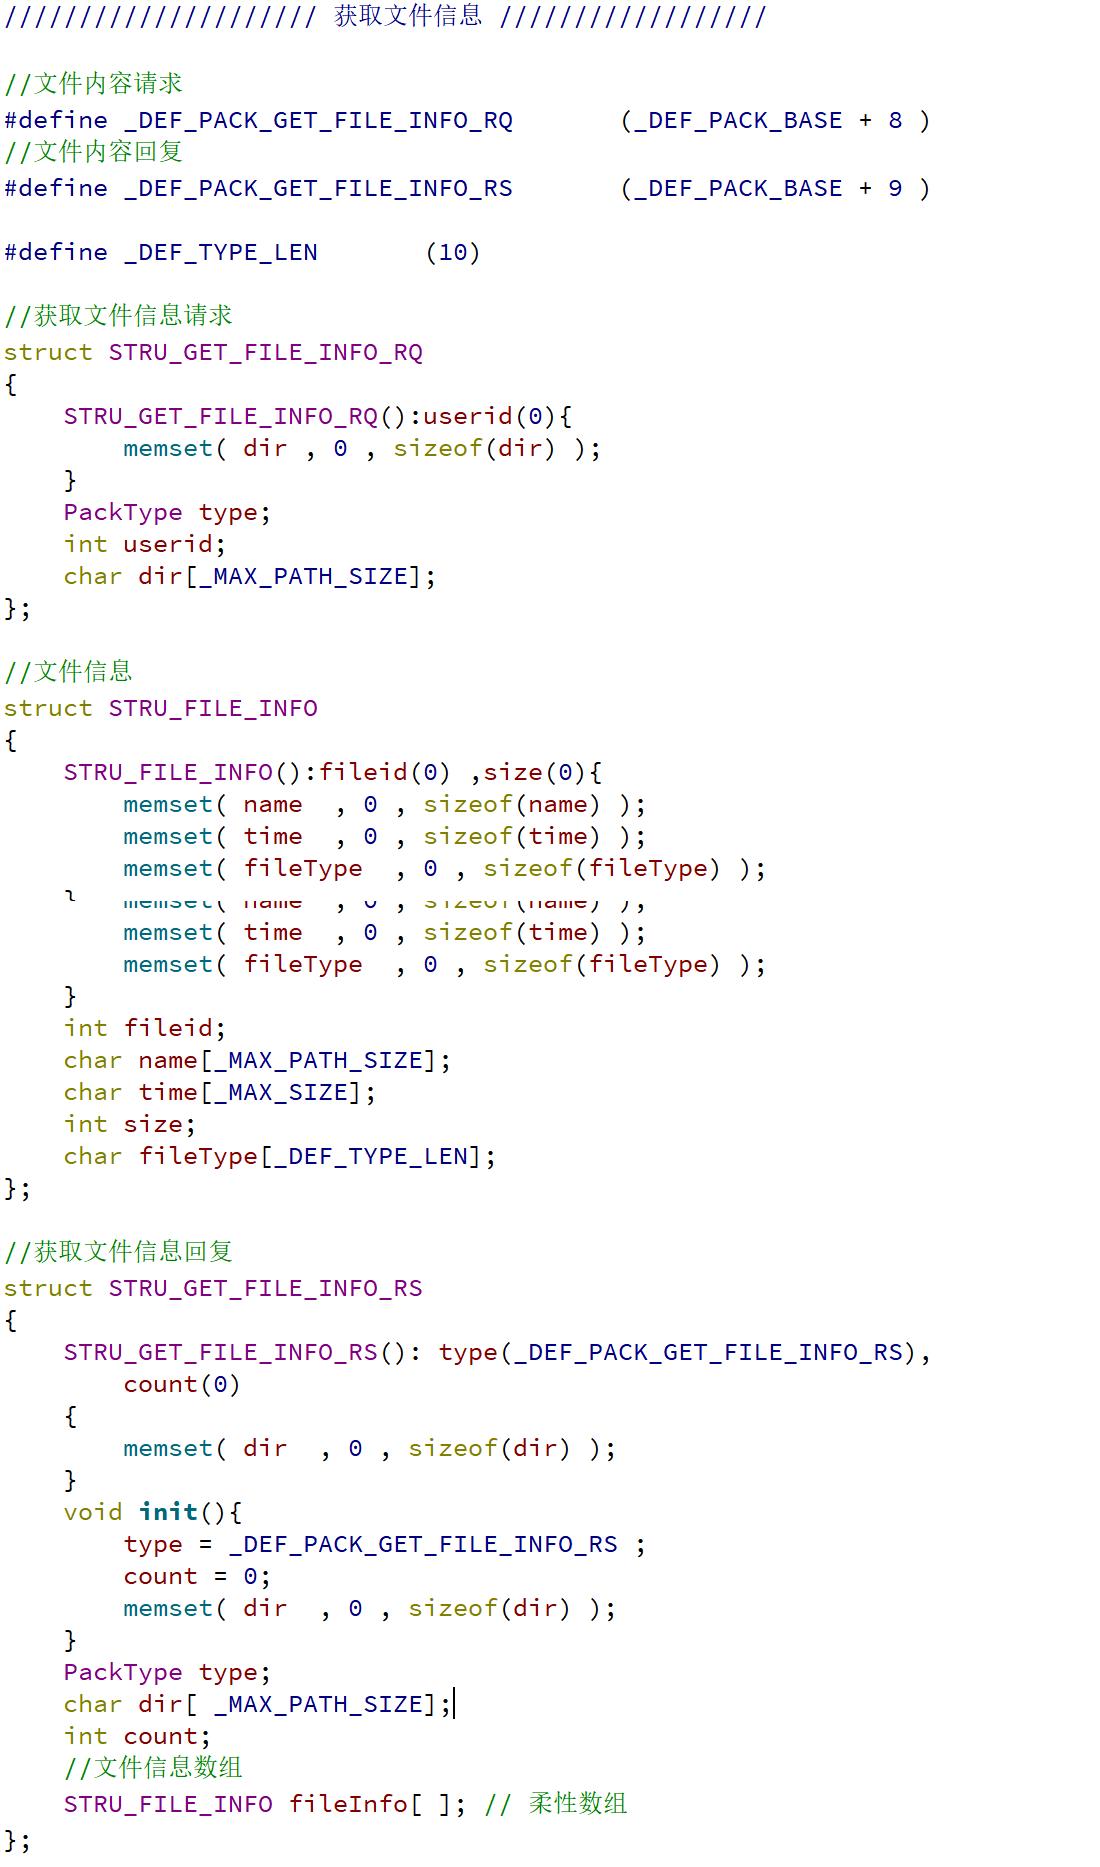 ///////////////////// 获取文件信息 //////////////////
//文件内容请求
#define _DEF_PACK_GET_FILE_INFO_RQ       (_DEF_PACK_BASE + 8 )
//文件内容回复
#define _DEF_PACK_GET_FILE_INFO_RS       (_DEF_PACK_BASE + 9 )
#define _DEF_TYPE_LEN       (10)
//获取文件信息请求
struct STRU_GET_FILE_INFO_RQ
{
    STRU_GET_FILE_INFO_RQ():userid(0){
        memset( dir , 0 , sizeof(dir) );
    }
    PackType type;
    int userid;
    char dir[_MAX_PATH_SIZE];
};
//文件信息
struct STRU_FILE_INFO
{
    STRU_FILE_INFO():fileid(0) ,size(0){
        memset( name  , 0 , sizeof(name) );
        memset( time  , 0 , sizeof(time) );
        memset( fileType  , 0 , sizeof(fileType) );
    }   memset( name  , 0 , sizeof(name) );
        memset( time  , 0 , sizeof(time) );
        memset( fileType  , 0 , sizeof(fileType) );
    }
    int fileid;
    char name[_MAX_PATH_SIZE];
    char time[_MAX_SIZE];
    int size;
    char fileType[_DEF_TYPE_LEN];
};
//获取文件信息回复
struct STRU_GET_FILE_INFO_RS
{
    STRU_GET_FILE_INFO_RS(): type(_DEF_PACK_GET_FILE_INFO_RS),
        count(0)
    {
        memset( dir  , 0 , sizeof(dir) );
    }
    void init(){
        type = _DEF_PACK_GET_FILE_INFO_RS ;
        count = 0;
        memset( dir  , 0 , sizeof(dir) );
    }
    PackType type;
    char dir[ _MAX_PATH_SIZE];
    int count;
    //文件信息数组
    STRU_FILE_INFO fileInfo[ ]; // 柔性数组
};